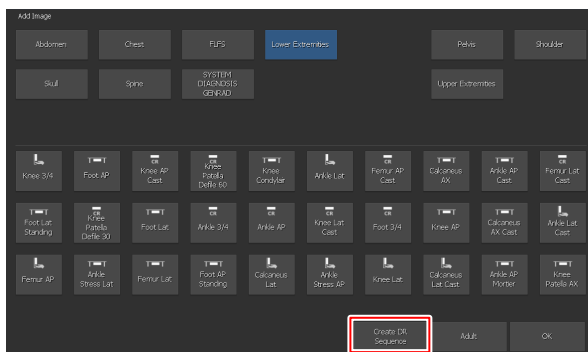 Add Image
Abdomen
Chest
FLFS
Lower Extremities
Pelvis
Shoulder
Skull
Spine
SYSTEM
DIAGNOSIS
GENRAD
Upper Extremities
Knee 3/4
Foot AP
CR
Knee AP
Cast
CR
Knee
Patella
Defile 60
Knee
Condylar
Ankle Lat
CR
Femur AP
Cast
Calcaneus
AX
Ankle AP
Cast
CR
Femur Lat
Cast
Foot Lat
Standing
CR
Knee
Patella
Defile 30
Foot Lat
CR
Ankle 3/4
CR
Ankle AP
CR
Knee Lat
Cast
CR
Foot 3/4
Knee AP
Calcaneus
AX Cast
Ankle Lat
Cast
Femur AP
Ankle
Stress Lat
Femur Lat
Foot AP
Standing
Calcaneus
Lat
Ankle
Stress AP
Knee Lat
Calcaneus
Lat Cast
Ankle AP
Mortier
Knee
Patella AX
Create DR
Sequence
Adult
OK